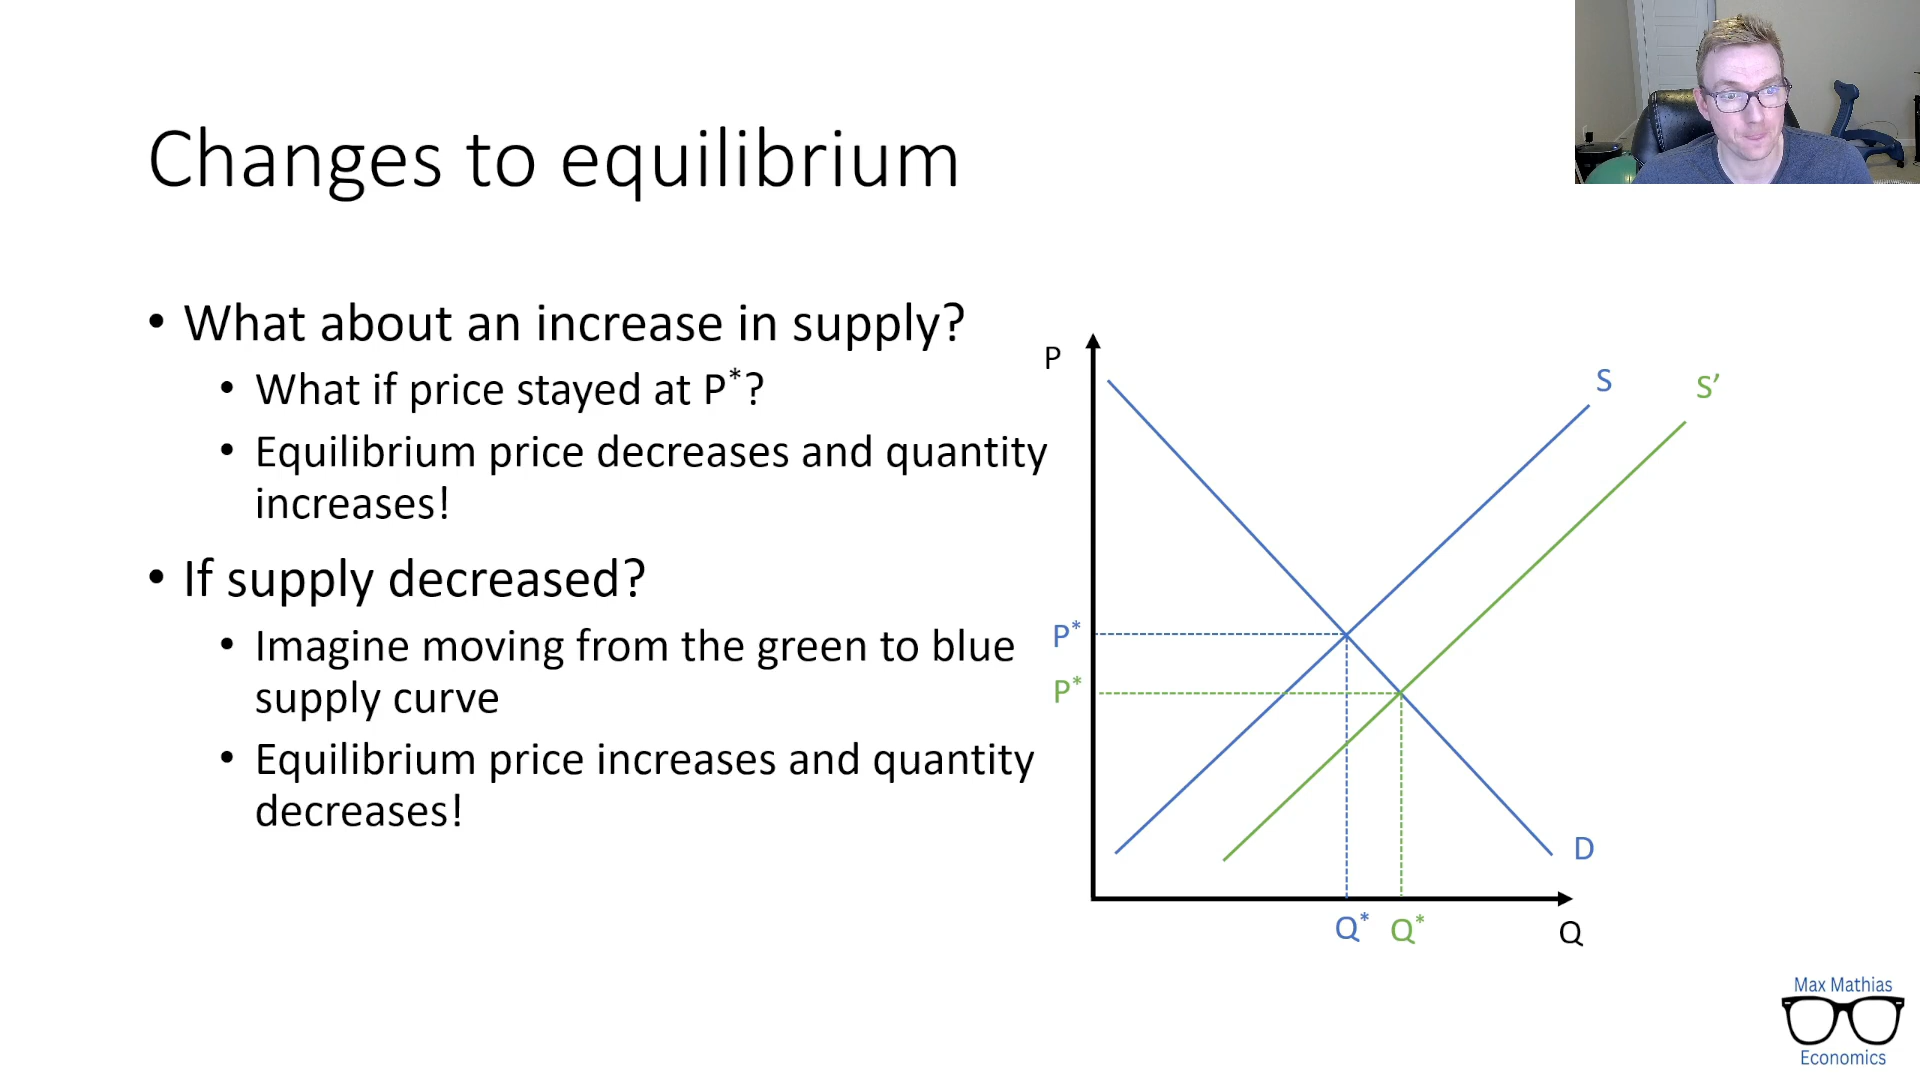 Changes to equilibrium
• What about an increase in supply?
• What if price stayed at P*?
• Equilibrium price decreases and quantity
increases!
• If supply decreased?
• Imagine moving from the green to blue
supply curve
• Equilibrium price increases and quantity
decreases!
P
S
S’
P*
P*
D
Q*
Q*
Q
Max Mathias
Economics